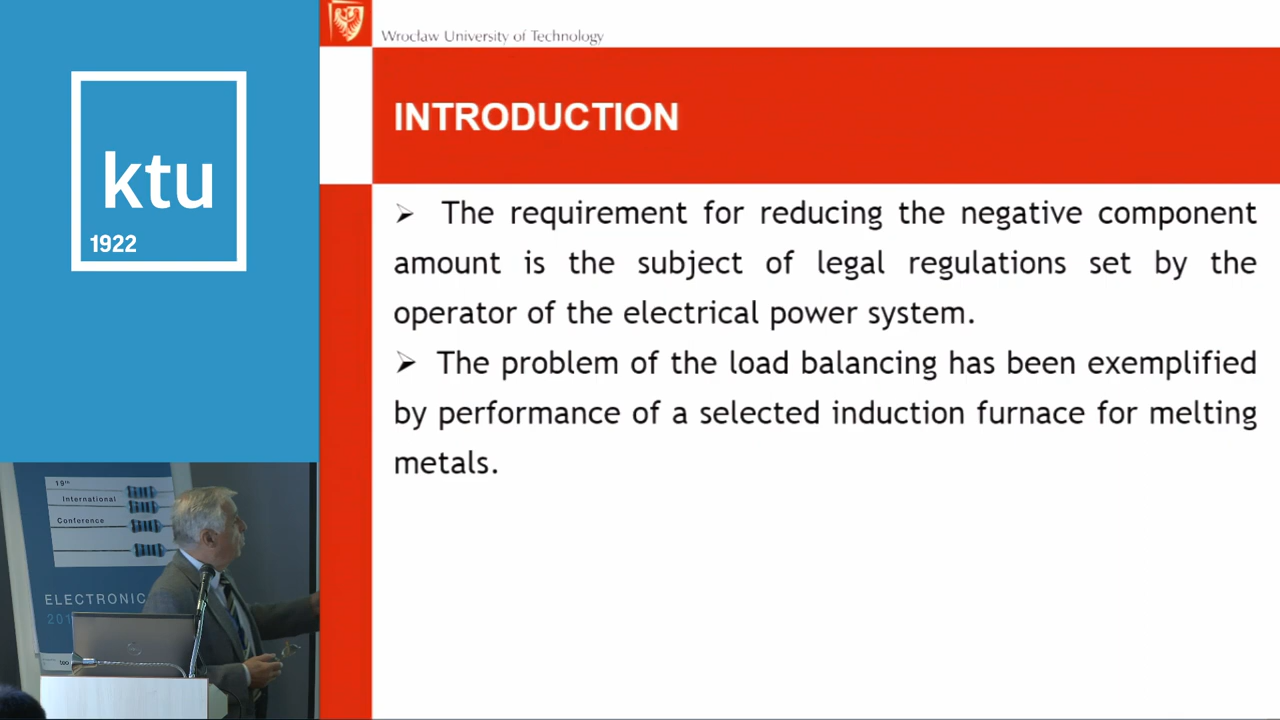 Wrocław University of Technology
ktu
1922
INTRODUCTION
➢ The requirement for reducing the negative component
amount is the subject of legal regulations set by the
operator of the electrical power system.
➢ The problem of the load balancing has been exemplified
by performance of a selected induction furnace for melting
metals.
19th
International
Conference
ELECTRONIC
201